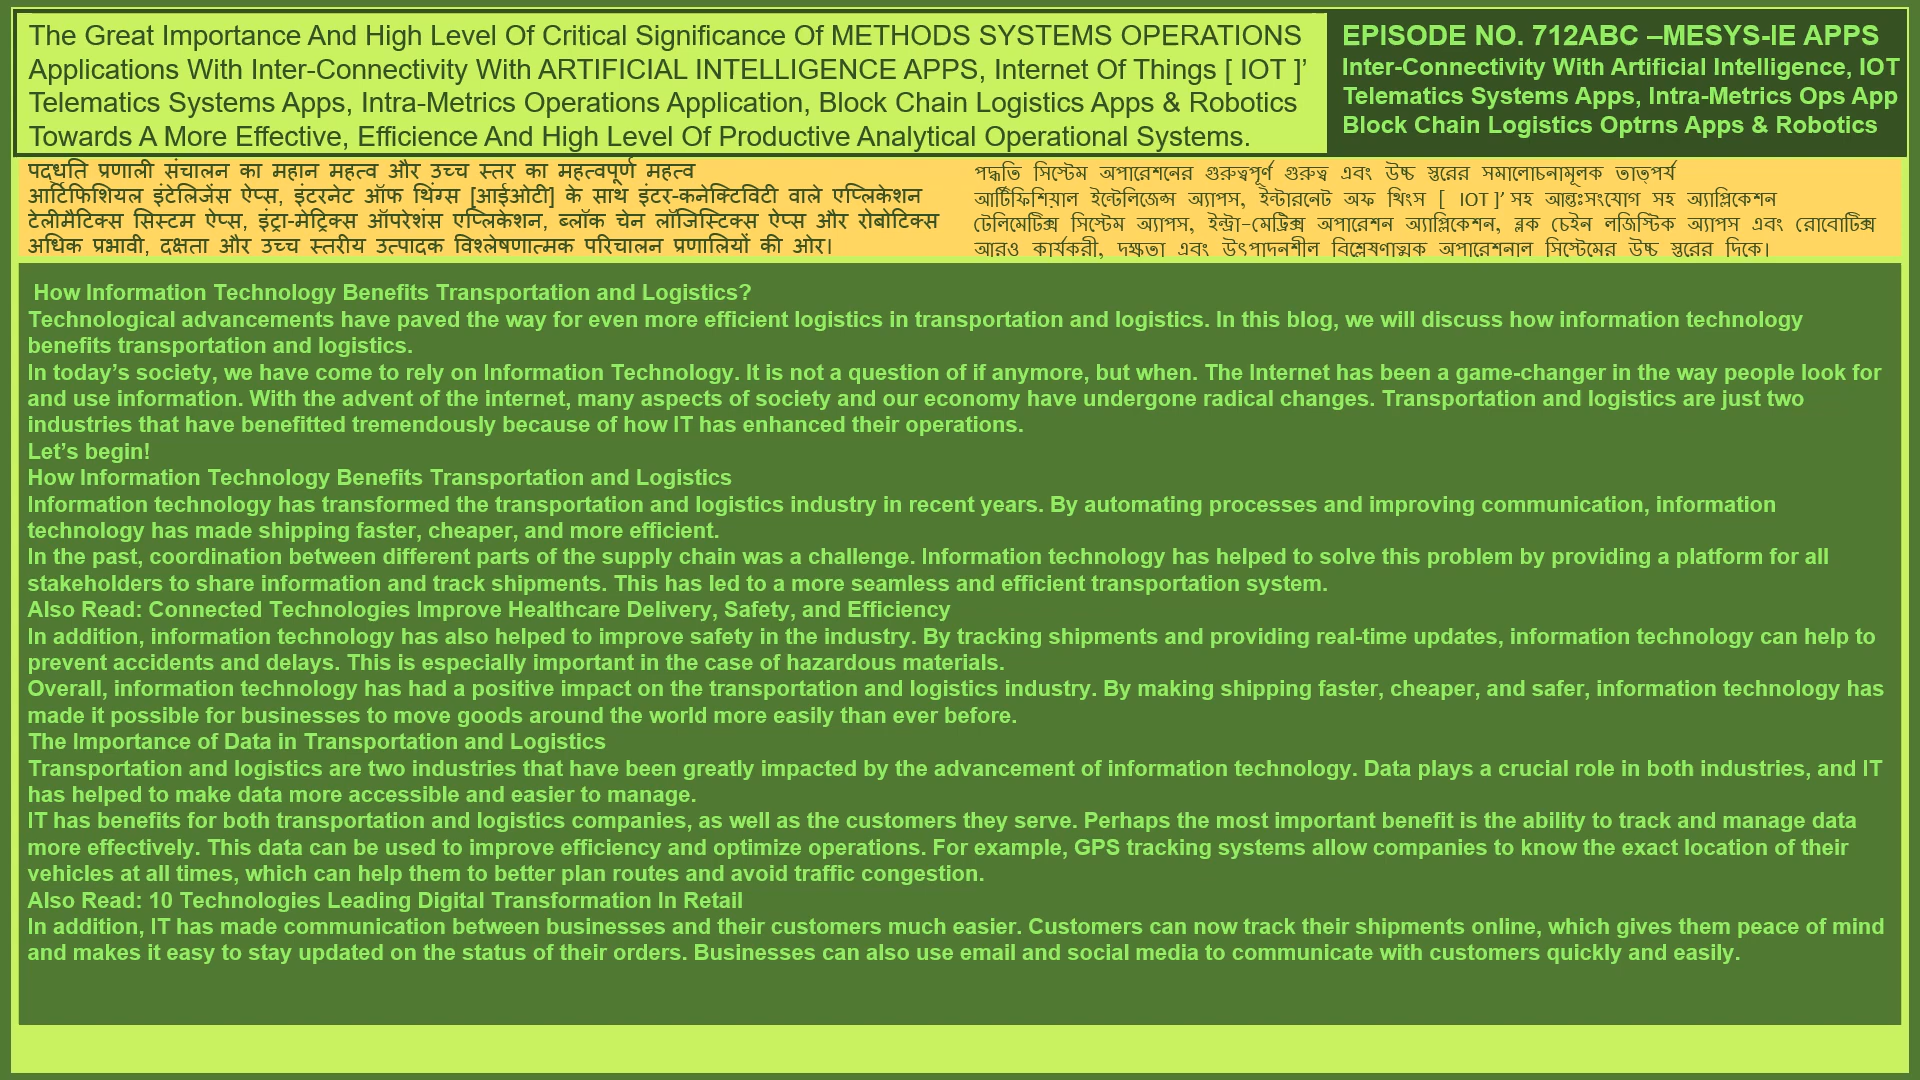 The Great Importance And High Level Of Critical Significance Of METHODS SYSTEMS OPERATIONS
Applications With Inter-Connectivity With ARTIFICIAL INTELLIGENCE APPS, Internet Of Things [ IOT ]’
Telematics Systems Apps, Intra-Metrics Operations Application, Block Chain Logistics Apps & Robotics
Towards A More Effective, Efficience And High Level Of Productive Analytical Operational Systems.
EPISODE NO. 712ABC –MESYS-IE APPS
Inter-Connectivity With Artificial Intelligence, IOT
Telematics Systems Apps, Intra-Metrics Ops App
Block Chain Logistics Optrns Apps & Robotics
पद्धति प्रणाली संचालन का महान महत्व और उच्च स्तर का महत्वपूर्ण महत्व
आर्टिफिशियल इंटेलिजेंस ऐप्स, इंटरनेट ऑफ थिंग्स [आईओटी] के साथ इंटर-कनेक्टिविटी वाले एप्लिकेशन
टेलीमैटिक्स सिस्टम ऐप्स, इंट्रा-मेट्रिक्स ऑपरेशंस एप्लिकेशन, ब्लॉक चेन लॉजिस्टिक्स ऐप्स और रोबोटिक्स
अधिक प्रभावी, दक्षता और उच्च स्तरीय उत्पादक विश्लेषणात्मक परिचालन प्रणालियों की ओर।
পদ্ধতি সিস্টেম অপারেশনের গুরুত্বপূর্ণ গুরুত্ব এবং উচ্চ স্তরের সমালোচনামূলক তাত্পর্য
আর্টিফিশিয়াল ইন্টেলিজেন্স অ্যাপস, ইন্টারনেট অফ থিংস [ IOT ]’ সহ আন্তঃসংযোগ সহ অ্যাপ্লিকেশন
টেলিমেটিক্স সিস্টেম অ্যাপস, ইন্ট্রা-মেট্রিক্স অপারেশন অ্যাপ্লিকেশন, ব্লক চেইন লজিস্টিক অ্যাপস এবং রোবোটিক্স
আরও কার্যকরী, দক্ষতা এবং উৎপাদনশীল বিশ্লেষণাত্মক অপারেশনাল সিস্টেমের উচ্চ স্তরের দিকে।
How Information Technology Benefits Transportation and Logistics?
Technological advancements have paved the way for even more efficient logistics in transportation and logistics. In this blog, we will discuss how information technology
benefits transportation and logistics.
In today’s society, we have come to rely on Information Technology. It is not a question of if anymore, but when. The Internet has been a game-changer in the way people look for
and use information. With the advent of the internet, many aspects of society and our economy have undergone radical changes. Transportation and logistics are just two
industries that have benefitted tremendously because of how IT has enhanced their operations.
Let’s begin!
How Information Technology Benefits Transportation and Logistics
Information technology has transformed the transportation and logistics industry in recent years. By automating processes and improving communication, information
technology has made shipping faster, cheaper, and more efficient.
In the past, coordination between different parts of the supply chain was a challenge. Information technology has helped to solve this problem by providing a platform for all
stakeholders to share information and track shipments. This has led to a more seamless and efficient transportation system.
Also Read: Connected Technologies Improve Healthcare Delivery, Safety, and Efficiency
In addition, information technology has also helped to improve safety in the industry. By tracking shipments and providing real-time updates, information technology can help to
prevent accidents and delays. This is especially important in the case of hazardous materials.
Overall, information technology has had a positive impact on the transportation and logistics industry. By making shipping faster, cheaper, and safer, information technology has
made it possible for businesses to move goods around the world more easily than ever before.
The Importance of Data in Transportation and Logistics
Transportation and logistics are two industries that have been greatly impacted by the advancement of information technology. Data plays a crucial role in both industries, and IT
has helped to make data more accessible and easier to manage.
IT has benefits for both transportation and logistics companies, as well as the customers they serve. Perhaps the most important benefit is the ability to track and manage data
more effectively. This data can be used to improve efficiency and optimize operations. For example, GPS tracking systems allow companies to know the exact location of their
vehicles at all times, which can help them to better plan routes and avoid traffic congestion.
Also Read: 10 Technologies Leading Digital Transformation In Retail
In addition, IT has made communication between businesses and their customers much easier. Customers can now track their shipments online, which gives them peace of mind
and makes it easy to stay updated on the status of their orders. Businesses can also use email and social media to communicate with customers quickly and easily.